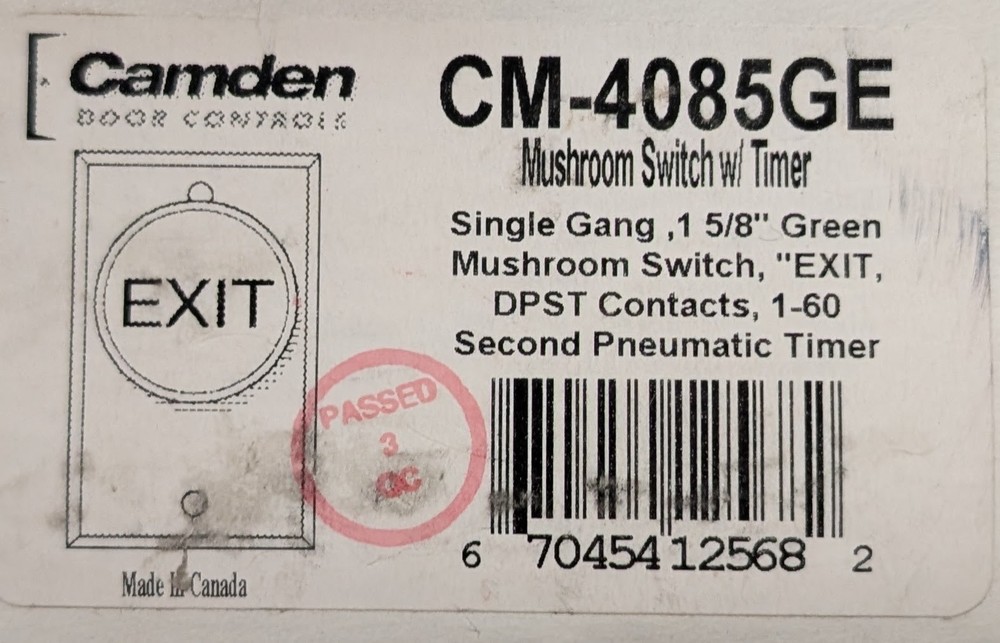 Camden
DOOR CONTROLS
CM-4085GE
Mushroom Switch w/ Timer
Single Gang ,1 5/8" Green
Mushroom Switch, "EXIT,
DPST Contacts, 1-60
Second Pneumatic Timer
EXIT
PASSED
3
QC
6 70454 12568 2
Made In Canada